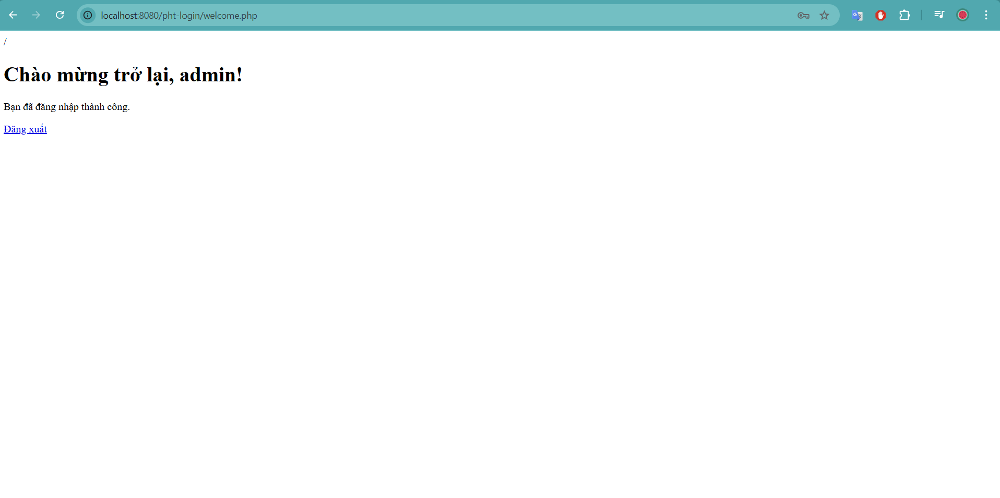 localhost:8080/pht-login/welcome.php
/
Chào mừng trở lại, admin!
Bạn đã đăng nhập thành công.
Đăng xuất